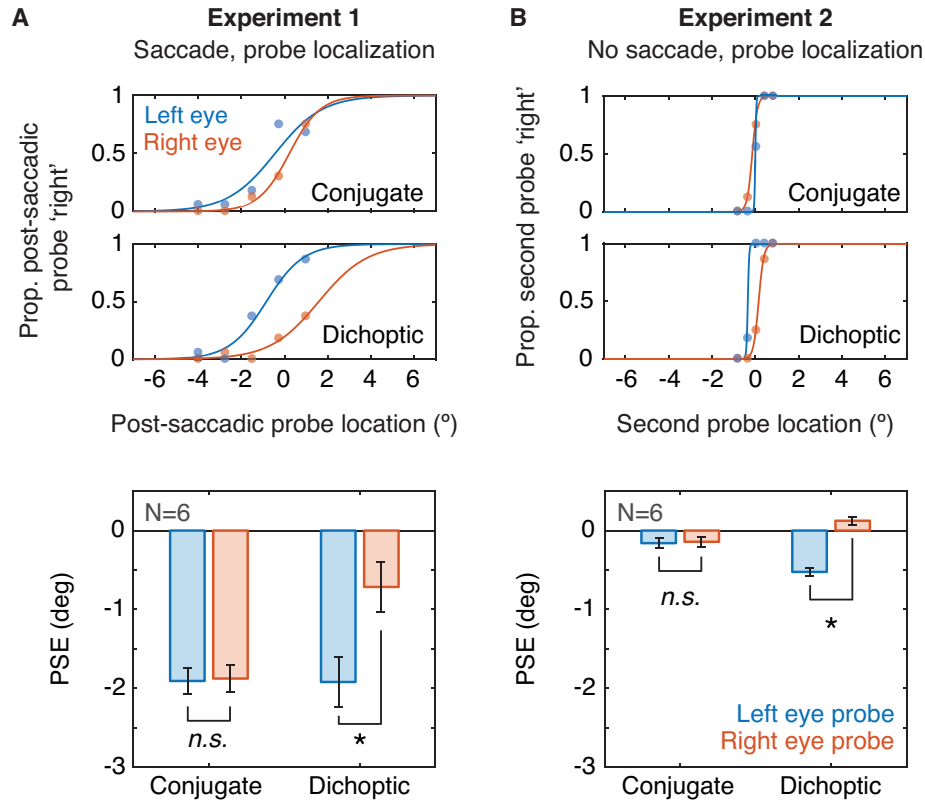 A
Experiment 1
Saccade, probe localization
Prop. post-saccadic
probe ‘right’
1
0.5
0
Left eye
Right eye
Conjugate
1
0.5
0
Dichoptic
-6 -4 -2 0 2 4 6
Post-saccadic probe location (º)
B
Experiment 2
No saccade, probe localization
Prop. second probe ‘right’
1
0.5
0
Conjugate
1
0.5
0
Dichoptic
-6 -4 -2 0 2 4 6
Second probe location (º)
PSE (deg)
0
-1
-2
-3
N=6
n.s.
*
Conjugate Dichoptic
PSE (deg)
0
-1
-2
-3
N=6
n.s.
*
Left eye probe
Right eye probe
Conjugate Dichoptic